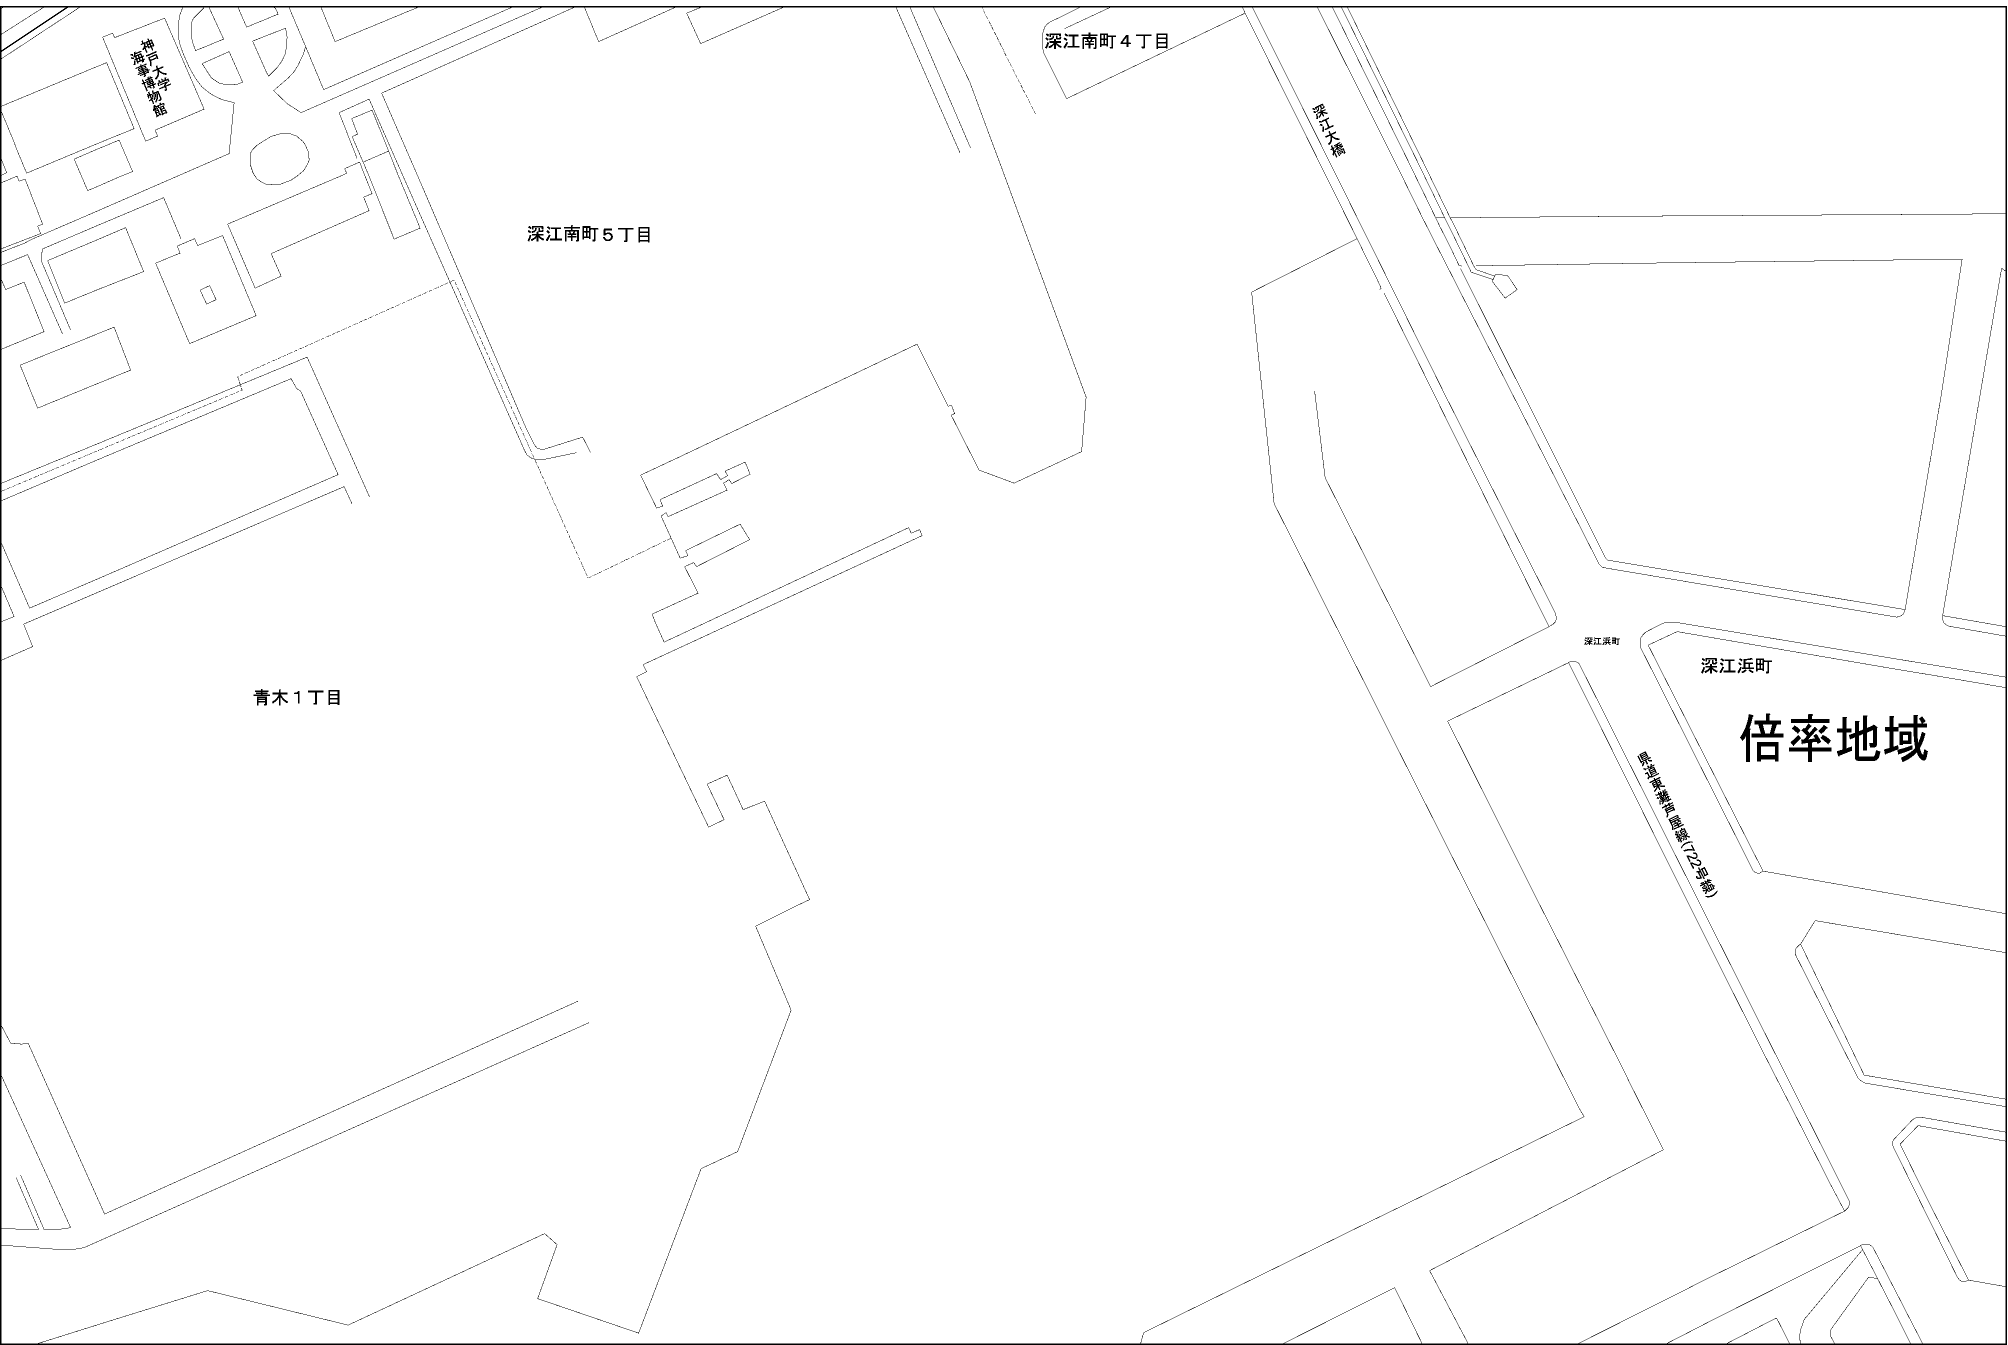 神戸大学
海事博物館
深江南町４丁目
深江大橋
深江南町５丁目
深江浜町
深江浜町
青木１丁目
倍率地域
県道東灘芦屋線(722号線)